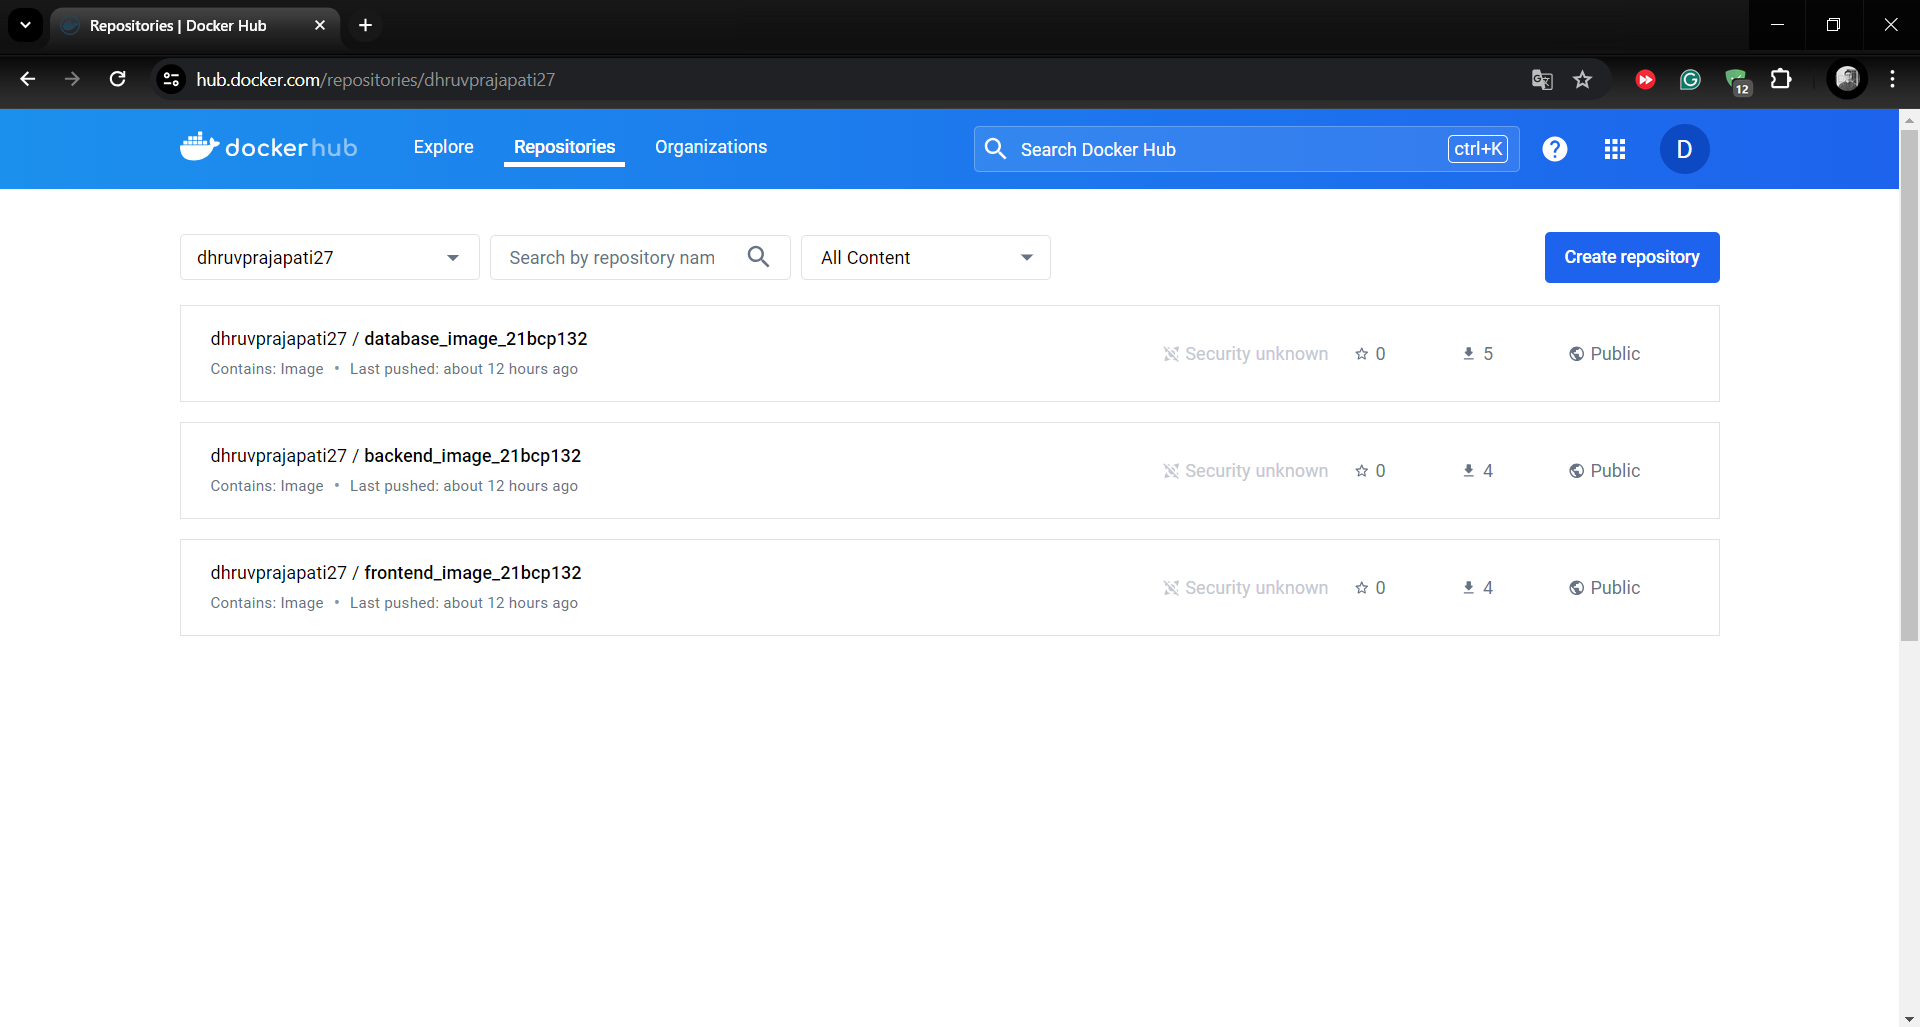 Repositories | Docker Hub
hub.docker.com/repositories/dhruvprajapati27
12
dockerhub Explore Repositories Organizations Search Docker Hub ctrl+K ? D
dhruvprajapati27 Search by repository nam All Content Create repository
dhruvprajapati27 / database_image_21bcp132
Contains: Image • Last pushed: about 12 hours ago
Security unknown 0 5 Public
dhruvprajapati27 / backend_image_21bcp132
Contains: Image • Last pushed: about 12 hours ago
Security unknown 0 4 Public
dhruvprajapati27 / frontend_image_21bcp132
Contains: Image • Last pushed: about 12 hours ago
Security unknown 0 4 Public